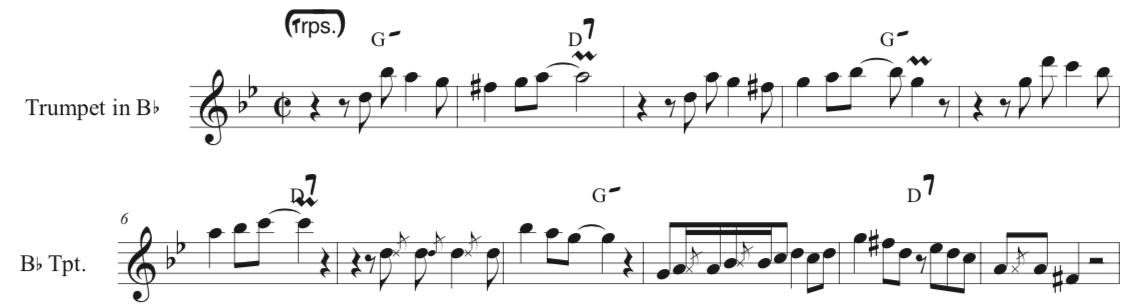 (Trps.)
G- D7 G-
Trumpet in B♭
6 D7 G- D7
B♭ Tpt.